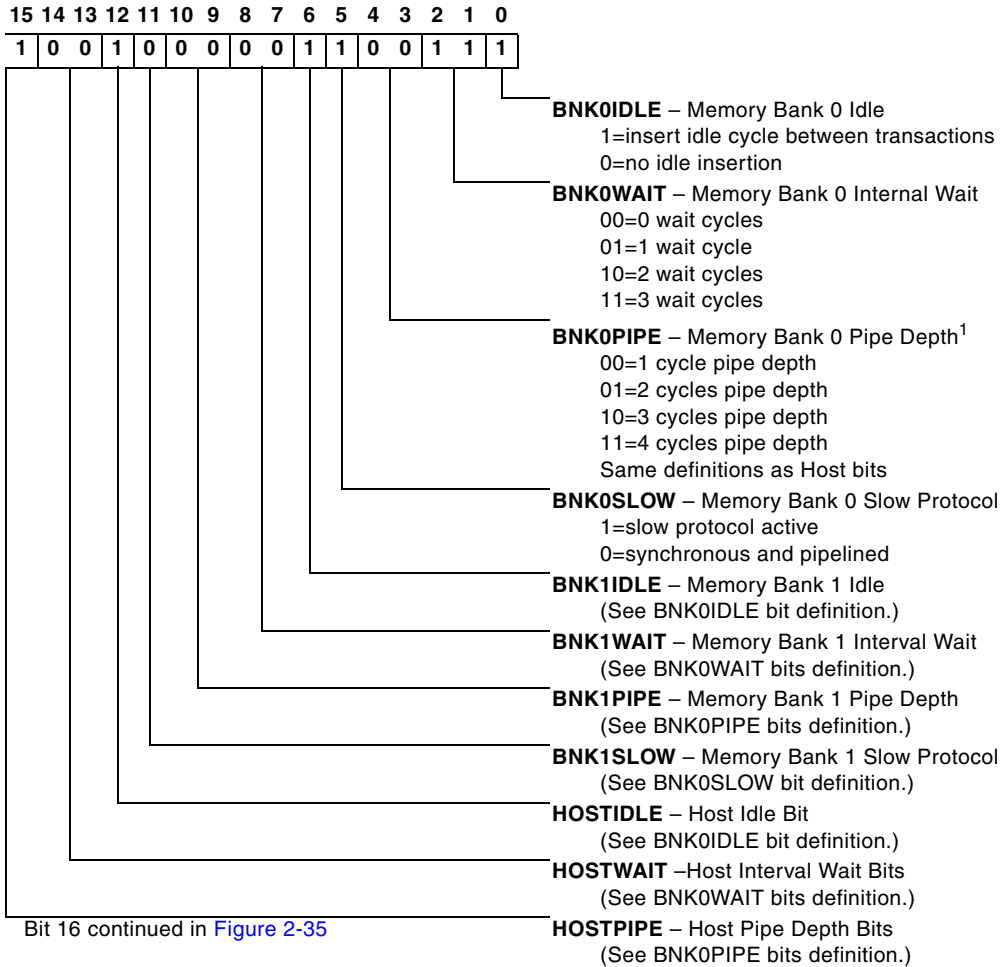 15 14 13 12 11 10 9 8 7 6 5 4 3 2 1 0
1 0 0 1 0 0 0 0 0 1 1 0 0 1 1 1
BNK0IDLE – Memory Bank 0 Idle
1=insert idle cycle between transactions
0=no idle insertion
BNK0WAIT – Memory Bank 0 Internal Wait
00=0 wait cycles
01=1 wait cycle
10=2 wait cycles
11=3 wait cycles
BNK0PIPE – Memory Bank 0 Pipe Depth1
00=1 cycle pipe depth
01=2 cycles pipe depth
10=3 cycles pipe depth
11=4 cycles pipe depth
Same definitions as Host bits
BNK0SLOW – Memory Bank 0 Slow Protocol
1=slow protocol active
0=synchronous and pipelined
BNK1IDLE – Memory Bank 1 Idle
(See BNK0IDLE bit definition.)
BNK1WAIT – Memory Bank 1 Interval Wait
(See BNK0WAIT bits definition.)
BNK1PIPE – Memory Bank 1 Pipe Depth
(See BNK0PIPE bits definition.)
BNK1SLOW – Memory Bank 1 Slow Protocol
(See BNK0SLOW bit definition.)
HOSTIDLE – Host Idle Bit
(See BNK0IDLE bit definition.)
HOSTWAIT –Host Interval Wait Bits
(See BNK0WAIT bits definition.)
Bit 16 continued in Figure 2-35
HOSTPIPE – Host Pipe Depth Bits
(See BNK0PIPE bits definition.)